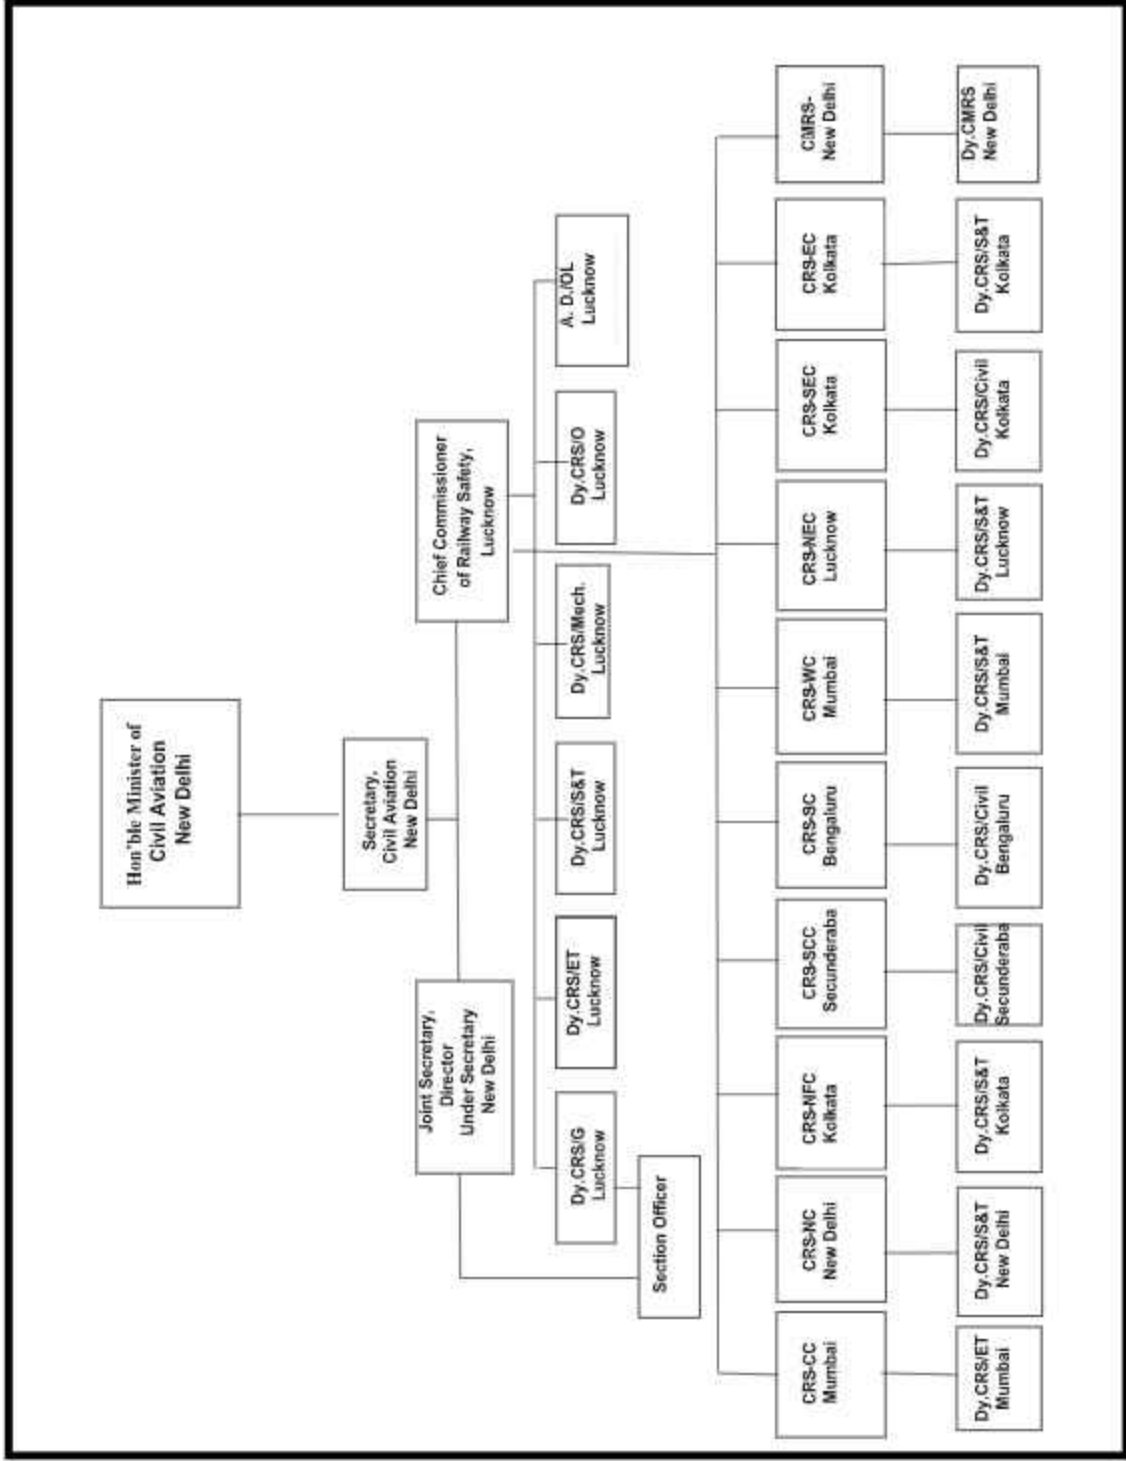 Hon'ble Minister of
Civil Aviation
New Delhi
Secretary,
Civil Aviation
New Delhi
Joint Secretary,
Director
Under Secretary
New Delhi
Chief Commissioner
of Railway Safety,
Lucknow
Dy.CRS/G
Lucknow
Dy.CRS/ET
Lucknow
Dy.CRS/S&T
Lucknow
Dy.CRS/Mech.
Lucknow
Dy.CRS/O
Lucknow
A. D./OL
Lucknow
Section Officer
CRS-CC
Mumbai
CRS-NC
New Delhi
CRS-NFC
Kolkata
CRS-SCC
Secunderaba
CRS-SC
Bengaluru
CRS-WC
Mumbai
CRS-NEC
Lucknow
CRS-SEC
Kolkata
CRS-EC
Kolkata
CMRS-
New Delhi
Dy.CRS/ET
Mumbai
Dy.CRS/S&T
New Delhi
Dy.CRS/S&T
Kolkata
Dy.CRS/Civil
Secunderaba
Dy.CRS/Civil
Bengaluru
Dy.CRS/S&T
Mumbai
Dy.CRS/S&T
Lucknow
Dy.CRS/Civil
Kolkata
Dy.CRS/S&T
Kolkata
Dy.CMRS
New Delhi